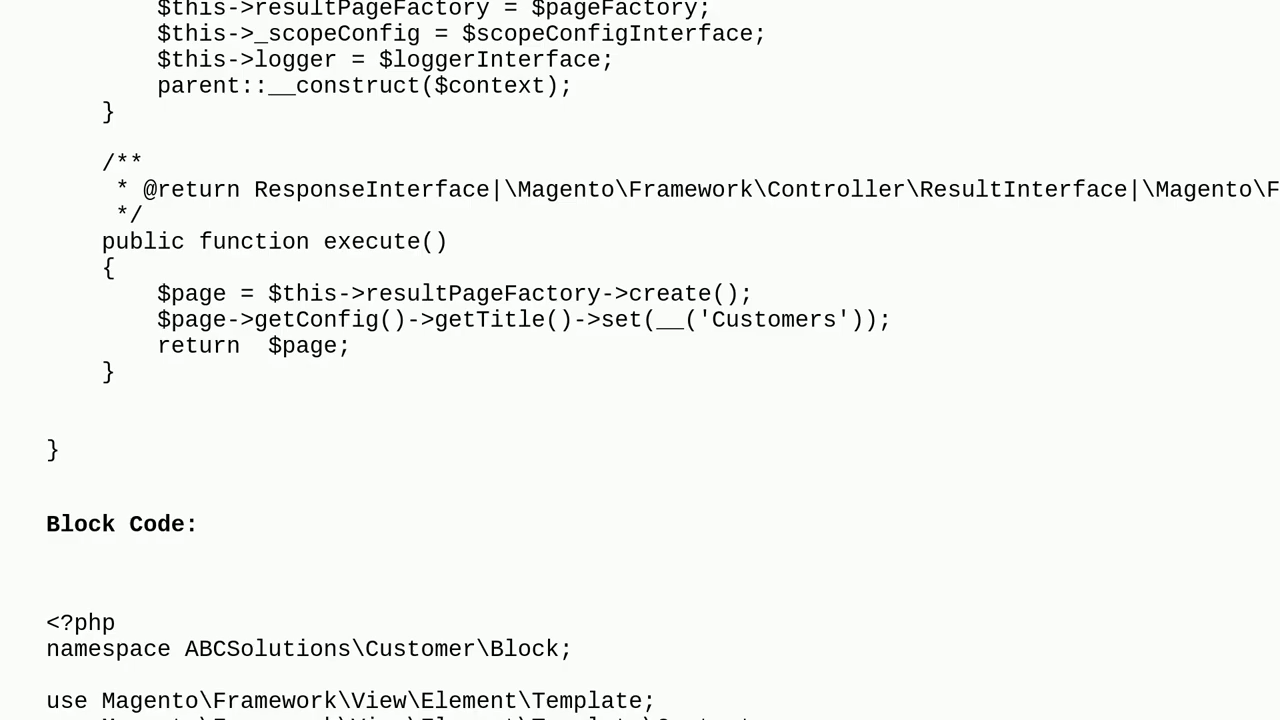 $this->resultPageFactory = $pageFactory;
$this->_scopeConfig = $scopeConfigInterface;
$this->logger = $loggerInterface;
parent::__construct($context);
}
/**
* @return ResponseInterface|\Magento\Framework\Controller\ResultInterface|\Magento\F
*/
public function execute()
{
$page = $this->resultPageFactory->create();
$page->getConfig()->getTitle()->set(__('Customers'));
return  $page;
}
}
Block Code:
<?php
namespace ABCSolutions\Customer\Block;
use Magento\Framework\View\Element\Template;